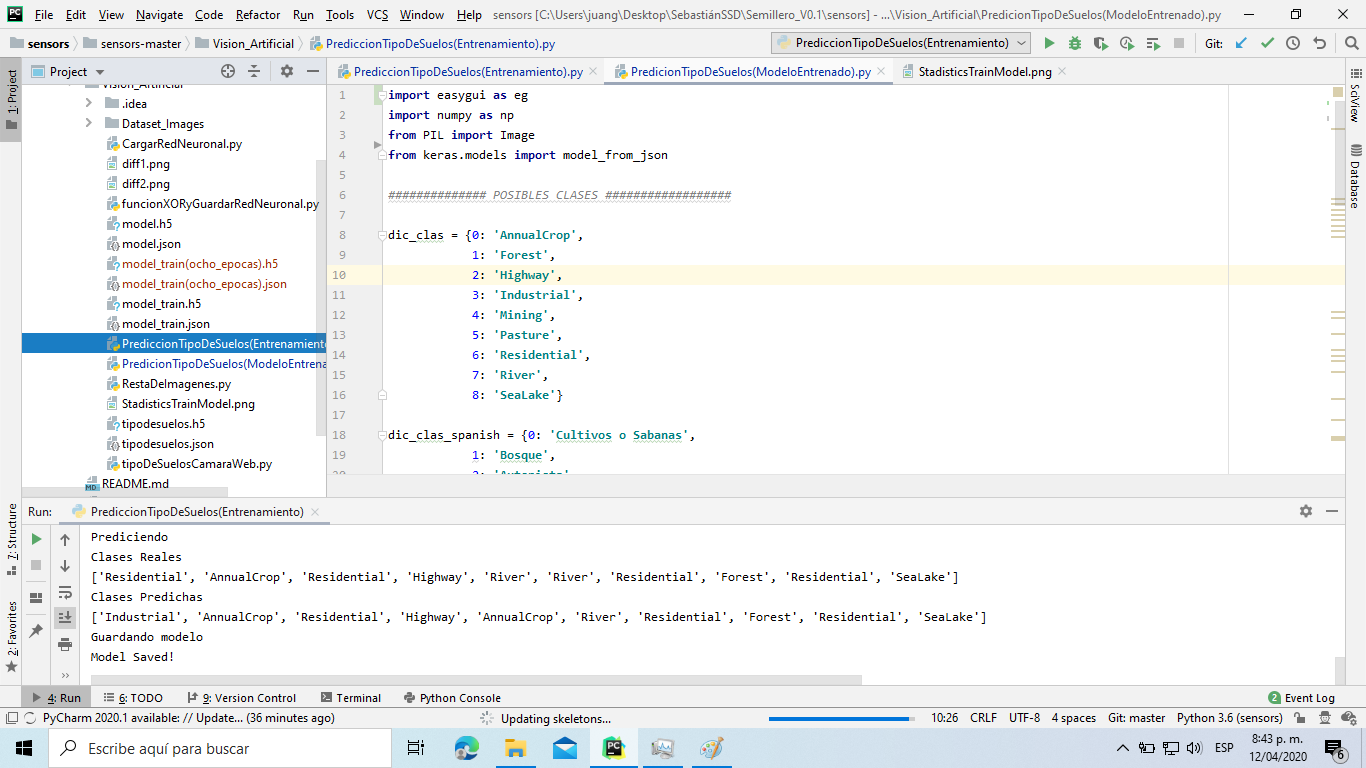 File Edit View Navigate Code Refactor Run Tools VCS Window Help sensors [C:\Users\juang\Desktop\SebastiánSSD\Semillero_V0.1\sensors] - ...\Vision_Artificial\PredicionTipoDeSuelos(ModeloEntrenado).py
sensors sensors-master Vision_Artificial PrediccionTipoDeSuelos(Entrenamiento).py PrediccionTipoDeSuelos(Entrenamiento) Git:
Project
PrediccionTipoDeSuelos(Entrenamiento).py PredicionTipoDeSuelos(ModeloEntrenado).py StadisticsTrainModel.png
1: Project
Vision_Artificial
.idea
Dataset_Images
CargarRedNeuronal.py
diff1.png
diff2.png
funcionXORyGuardarRedNeuronal.py
model.h5
model.json
model_train(ocho_epocas).h5
model_train(ocho_epocas).json
model_train.h5
model_train.json
PrediccionTipoDeSuelos(Entrenamiento
PredicionTipoDeSuelos(ModeloEntrena
RestaDeImagenes.py
StadisticsTrainModel.png
tipodesuelos.h5
tipodesuelos.json
tipoDeSuelosCamaraWeb.py
README.md
1 import easygui as eg
2 import numpy as np
3 from PIL import Image
4 from keras.models import model_from_json
5
6 ############## POSIBLES CLASES ##################
7
8 dic_clas = {0: 'AnnualCrop',
9 1: 'Forest',
10 2: 'Highway',
11 3: 'Industrial',
12 4: 'Mining',
13 5: 'Pasture',
14 6: 'Residential',
15 7: 'River',
16 8: 'SeaLake'}
17
18 dic_clas_spanish = {0: 'Cultivos o Sabanas',
19 1: 'Bosque',
20 2: 'Autopista',
SciView
Database
7: Structure
2: Favorites
Run: PrediccionTipoDeSuelos(Entrenamiento)
Prediciendo
Clases Reales
['Residential', 'AnnualCrop', 'Residential', 'Highway', 'River', 'River', 'Residential', 'Forest', 'Residential', 'SeaLake']
Clases Predichas
['Industrial', 'AnnualCrop', 'Residential', 'Highway', 'AnnualCrop', 'River', 'Residential', 'Forest', 'Residential', 'SeaLake']
Guardando modelo
Model Saved!
4: Run 6: TODO 9: Version Control Terminal Python Console 2 Event Log
PyCharm 2020.1 available: // Update... (36 minutes ago) Updating skeletons... 10:26 CRLF UTF-8 4 spaces Git: master Python 3.6 (sensors)
Escribe aquí para buscar ESP 8:43 p. m.
12/04/2020 6